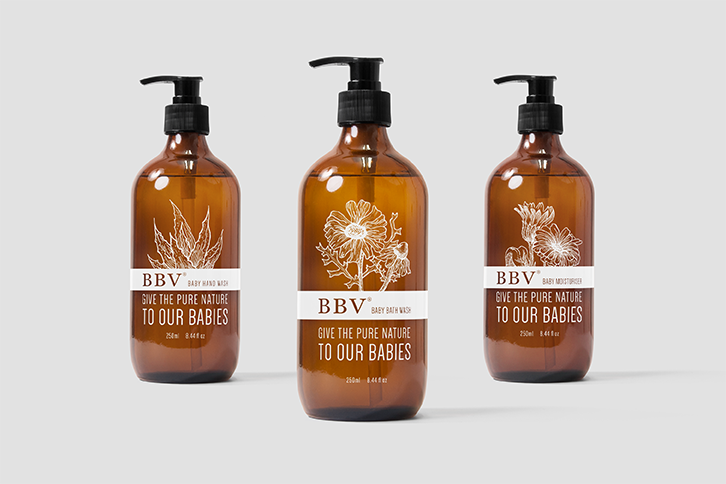 BBV® BABY HAND WASH
GIVE THE PURE NATURE
TO OUR BABIES
250ml 8.44 fl oz
BBV® BABY BATH WASH
GIVE THE PURE NATURE
TO OUR BABIES
250ml 8.44 fl oz
BBV® BABY MOISTURISER
GIVE THE PURE NATURE
TO OUR BABIES
250ml 8.44 fl oz